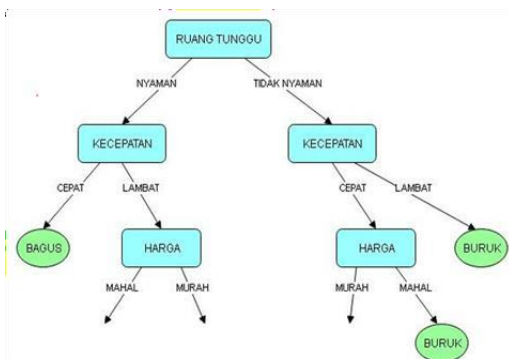 RUANG TUNGGU
NYAMAN TIDAK NYAMAN
KECEPATAN KECEPATAN
CEPAT LAMBAT CEPAT LAMBAT
BAGUS HARGA HARGA BURUK
MAHAL MURAH MURAH MAHAL
BURUK